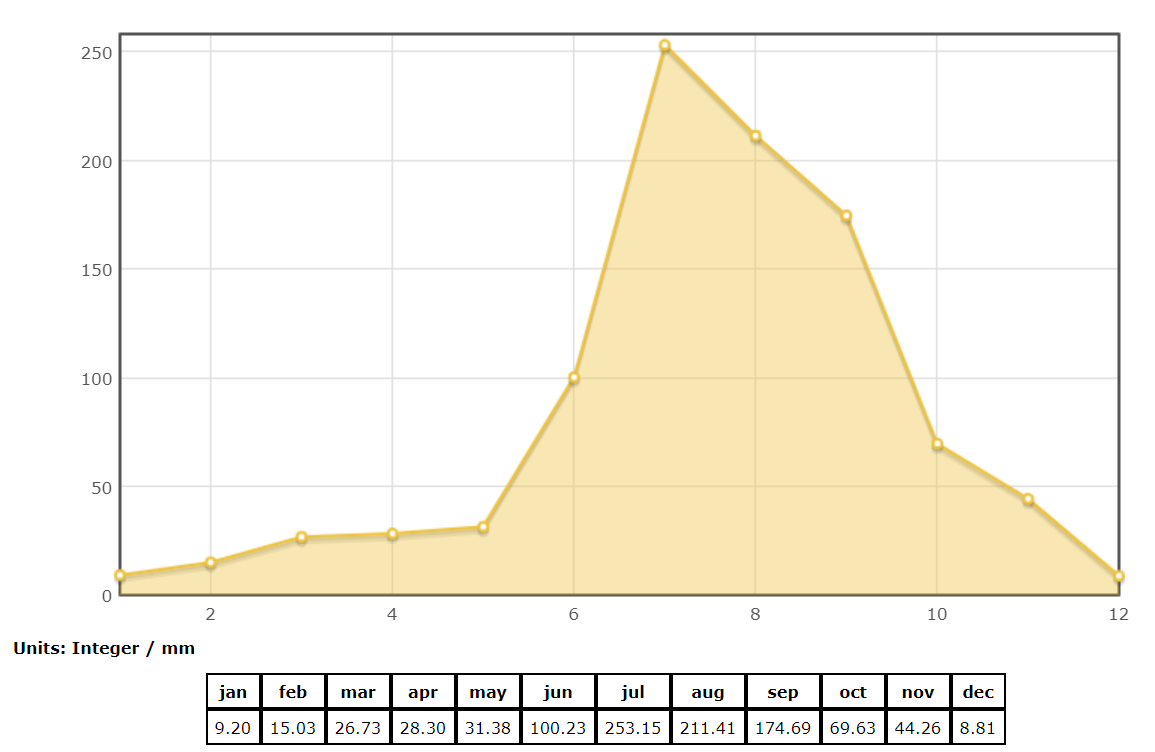 250
200
150
100
50
0
2 4 6 8 10 12
Units: Integer / mm
jan feb mar apr may jun jul aug sep oct nov dec
9.20 15.03 26.73 28.30 31.38 100.23 253.15 211.41 174.69 69.63 44.26 8.81